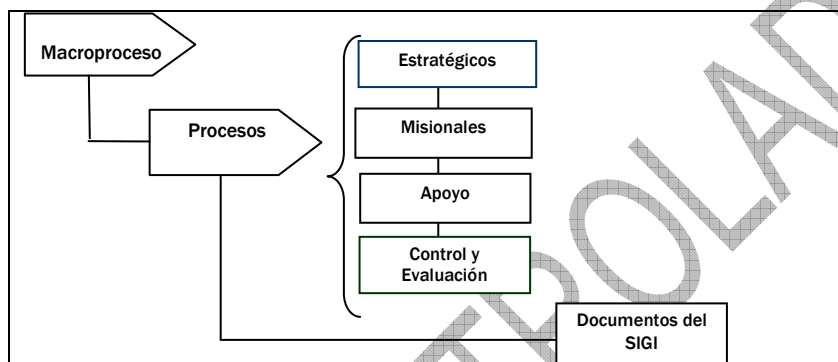 Macroproceso
Procesos
Estratégicos
Misionales
Apoyo
Control y
Evaluación
Documentos del
SIGI